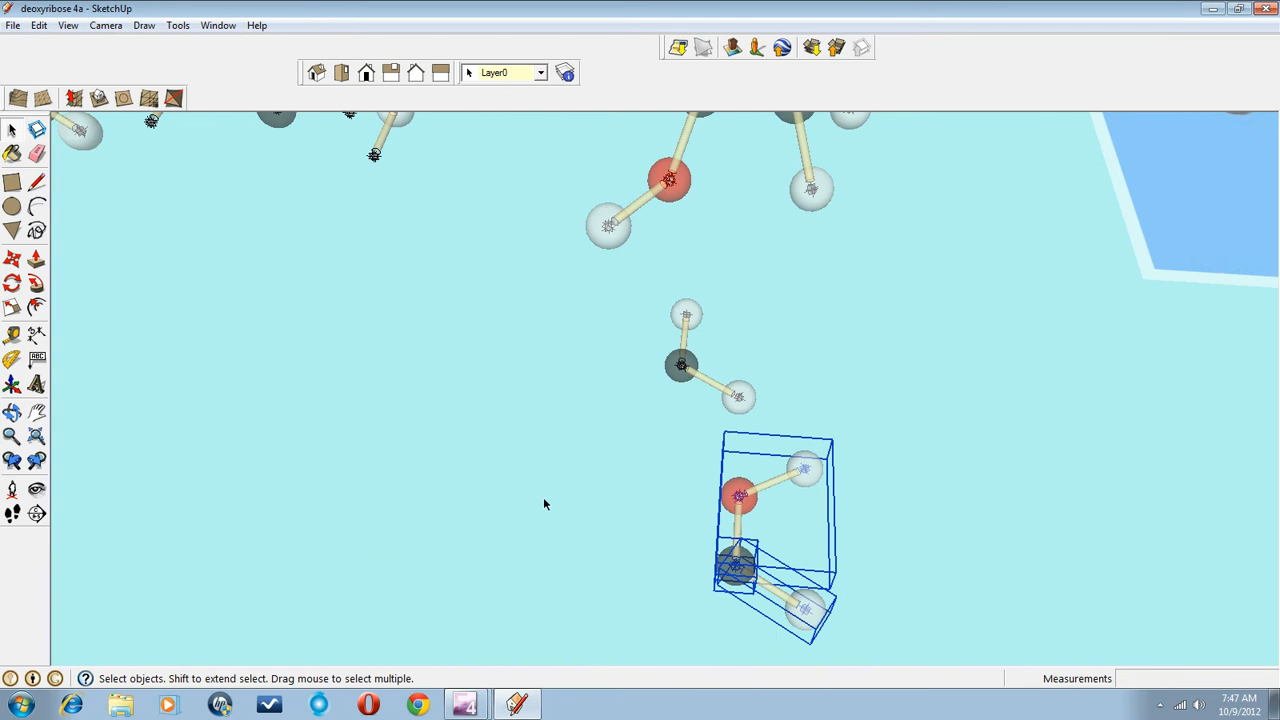 deoxyribose 4a - SketchUp
File Edit View Camera Draw Tools Window Help
Layer0
ABC
Select objects. Shift to extend select. Drag mouse to select multiple.
Measurements
7:47 AM
10/9/2012